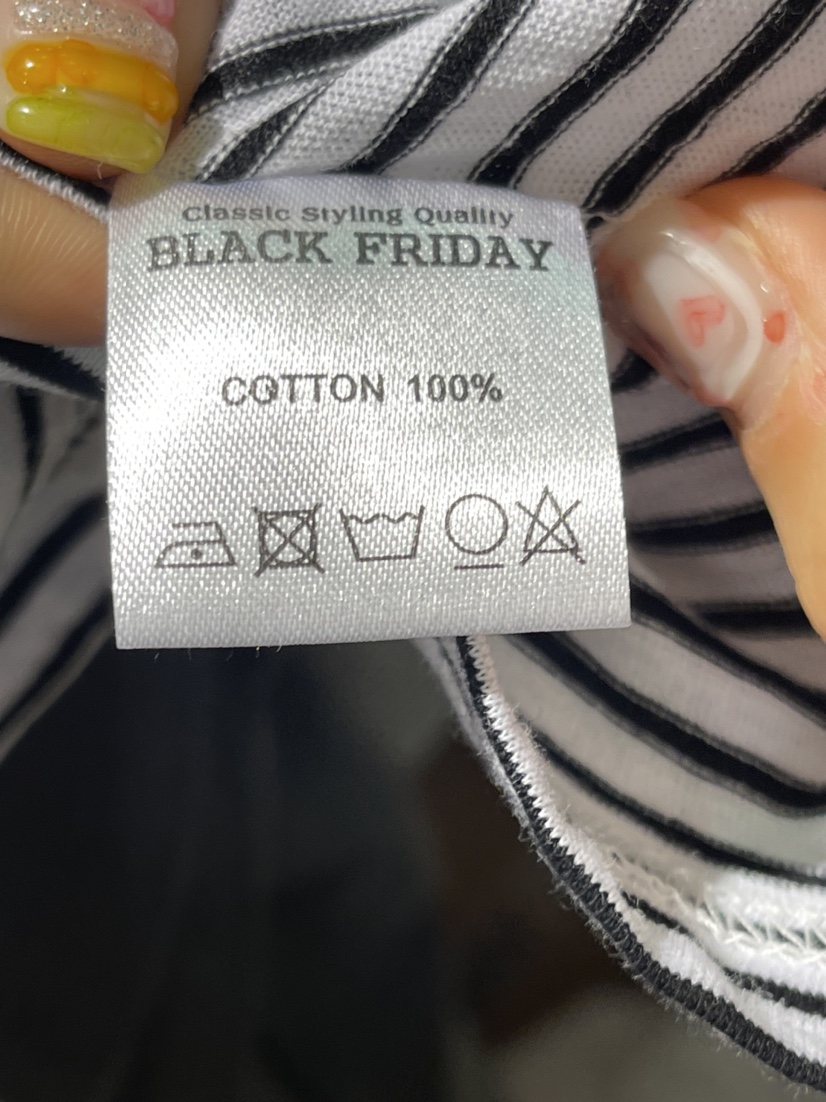 Classic Styling Quality
BLACK FRIDAY
COTTON 100%